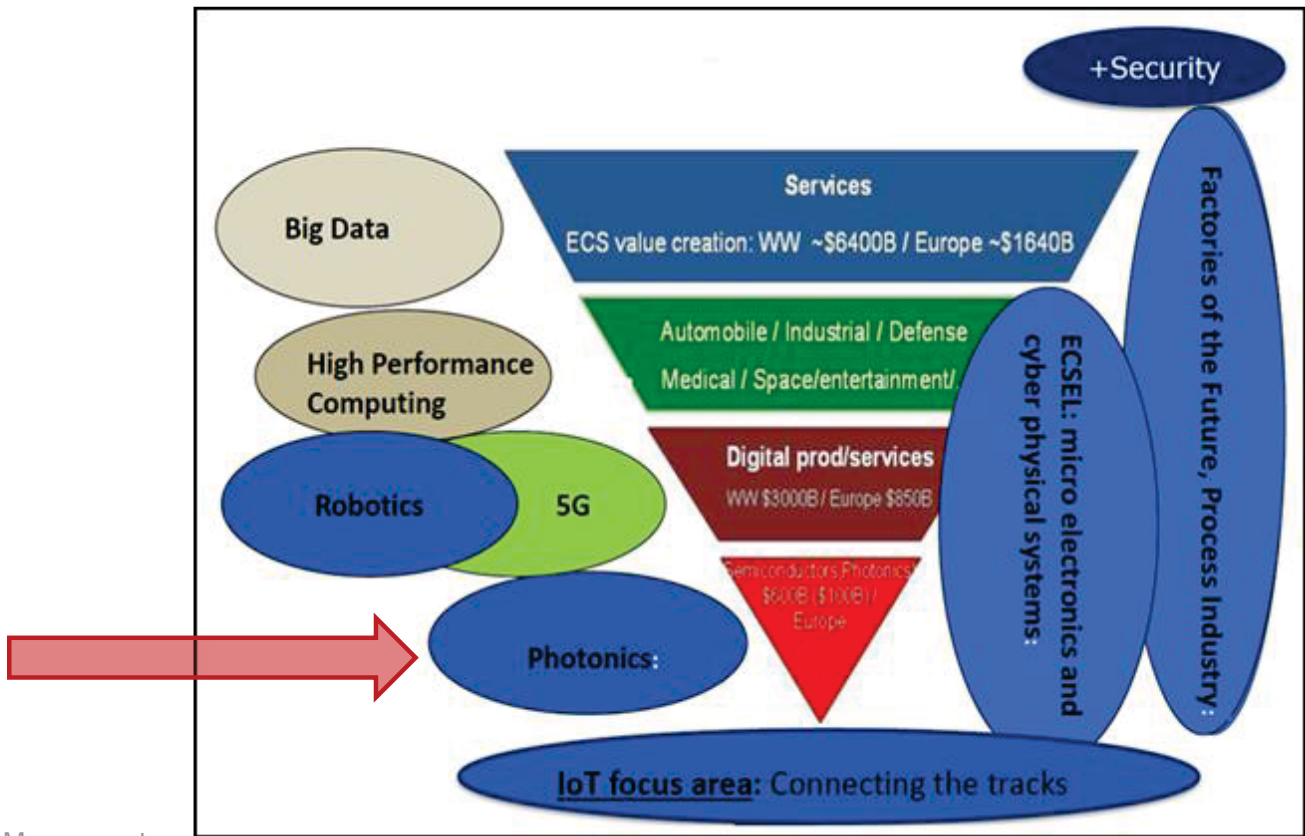 +Security
Services
ECS value creation: WW ~$6400B / Europe ~$1640B
Big Data
Automobile / Industrial / Defense
Medical / Space/entertainment/.
High Performance
Computing
Digital prod/services
WW $3000B / Europe $850B
Robotics
5G
Semiconductors,Photonics/
$600B ($100B) /
Europe
Photonics:
ECSEL: micro electronics and
cyber physical systems:
Factories of the Future, Process Industry:
IoT focus area: Connecting the tracks